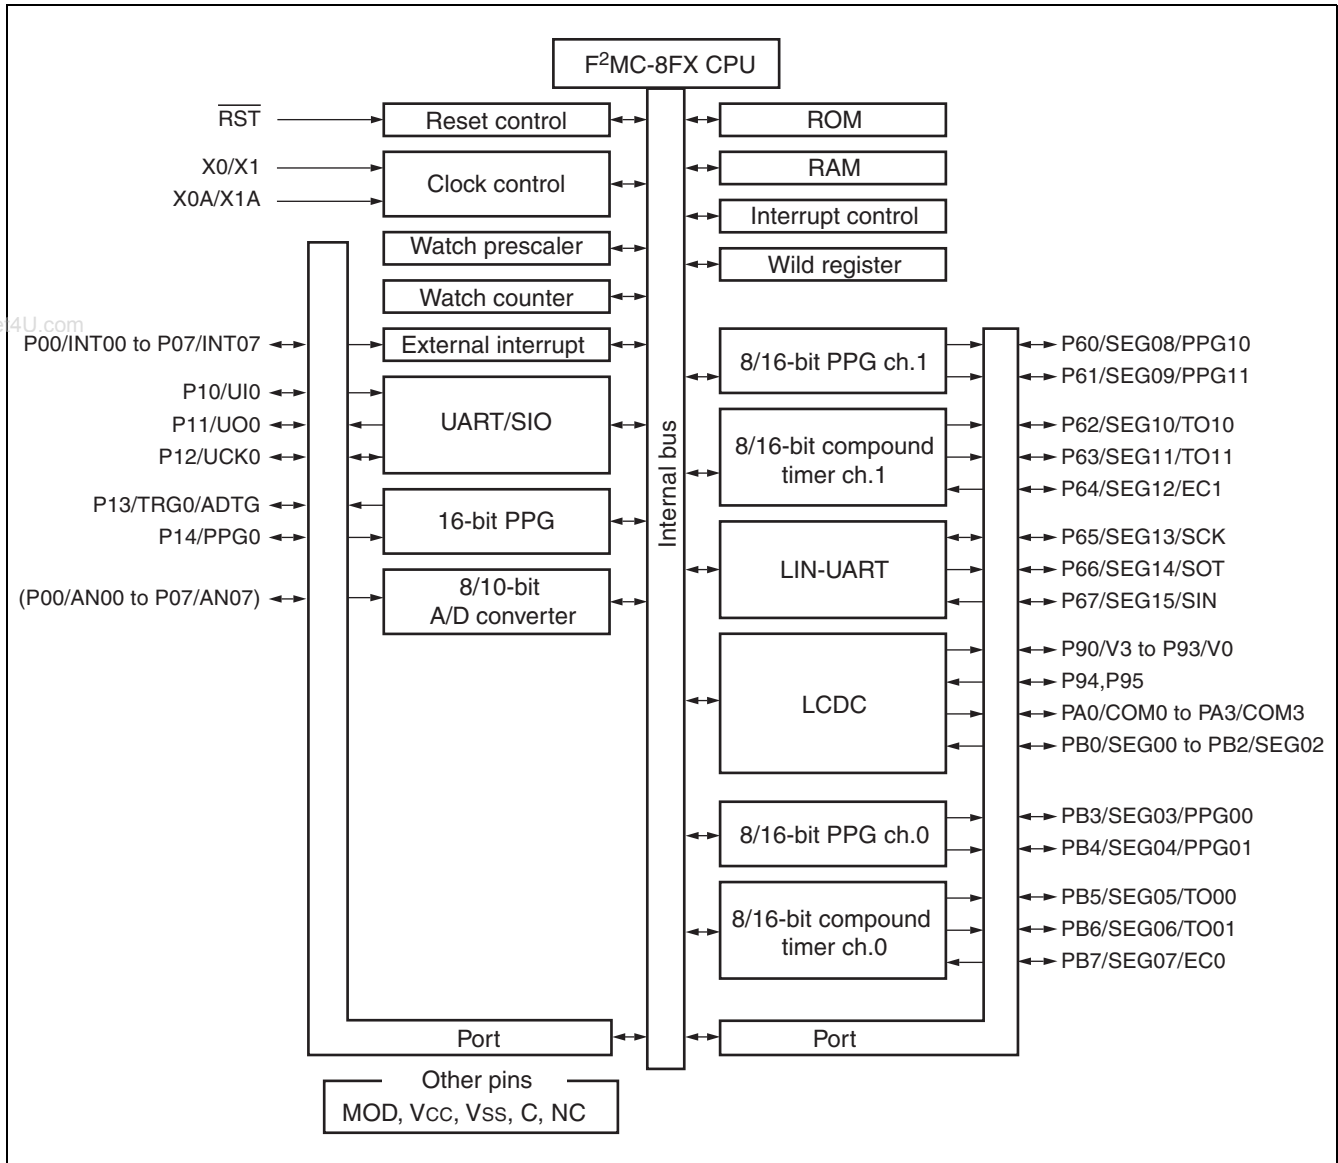 F²MC-8FX CPU
RST
Reset control
ROM
X0/X1
X0A/X1A
Clock control
RAM
Interrupt control
Watch prescaler
Wild register
Watch counter
et4U.com
P00/INT00 to P07/INT07
External interrupt
P10/UI0
P11/UO0
P12/UCK0
UART/SIO
P13/TRG0/ADTG
P14/PPG0
16-bit PPG
(P00/AN00 to P07/AN07)
8/10-bit
A/D converter
Internal bus
8/16-bit PPG ch.1
P60/SEG08/PPG10
P61/SEG09/PPG11
8/16-bit compound
timer ch.1
P62/SEG10/TO10
P63/SEG11/TO11
P64/SEG12/EC1
LIN-UART
P65/SEG13/SCK
P66/SEG14/SOT
P67/SEG15/SIN
LCDC
P90/V3 to P93/V0
P94,P95
PA0/COM0 to PA3/COM3
PB0/SEG00 to PB2/SEG02
8/16-bit PPG ch.0
PB3/SEG03/PPG00
PB4/SEG04/PPG01
8/16-bit compound
timer ch.0
PB5/SEG05/TO00
PB6/SEG06/TO01
PB7/SEG07/EC0
Port
Port
Other pins
MOD, VCC, VSS, C, NC